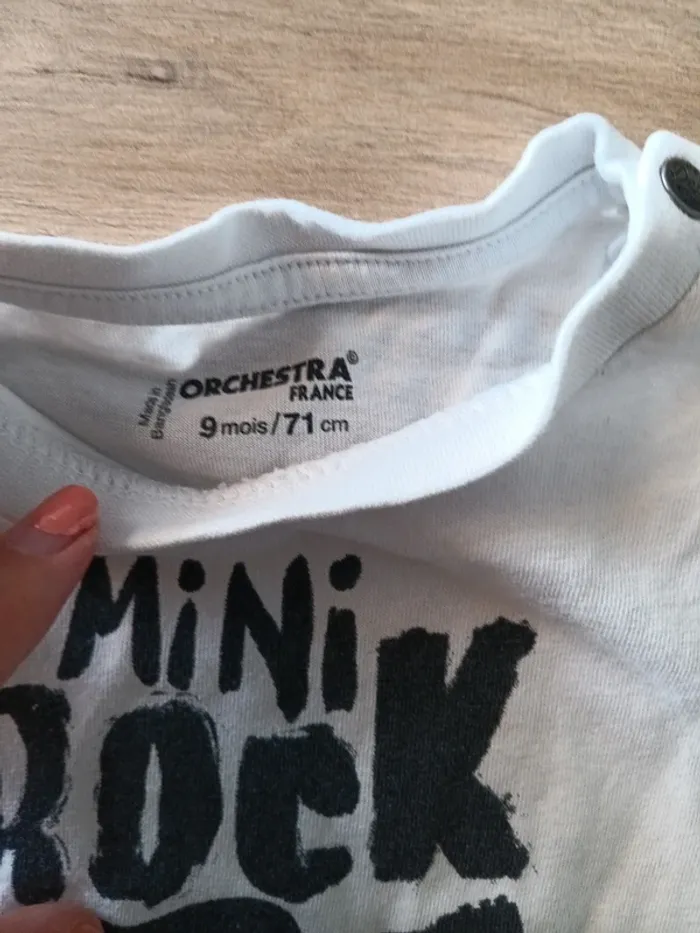 Made in
Bangladesh
ORCHESTRA©
FRANCE
9 mois/71 cm
MiNi
ROCK